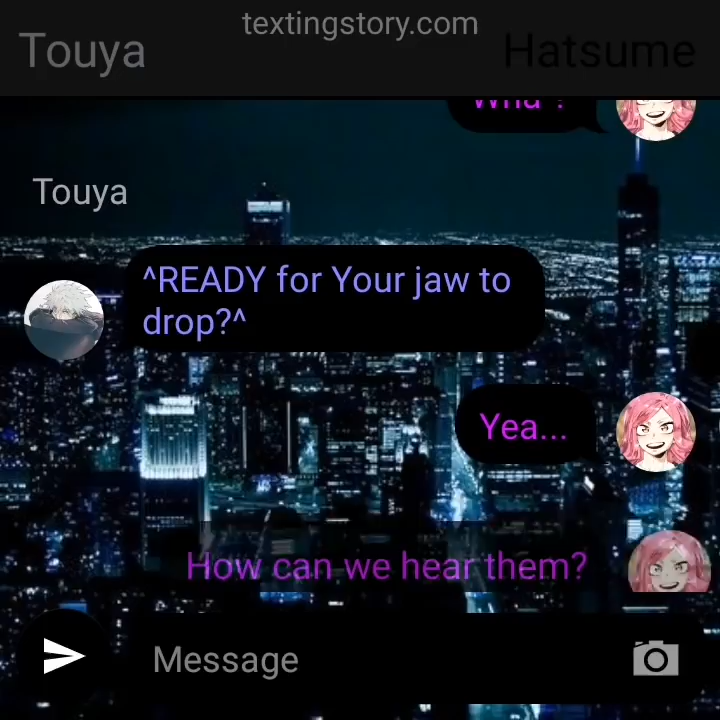 textingstory.com
Touya
Hatsume
Touya
^READY for Your jaw to
drop?^
Yea...
How can we hear them?
Message